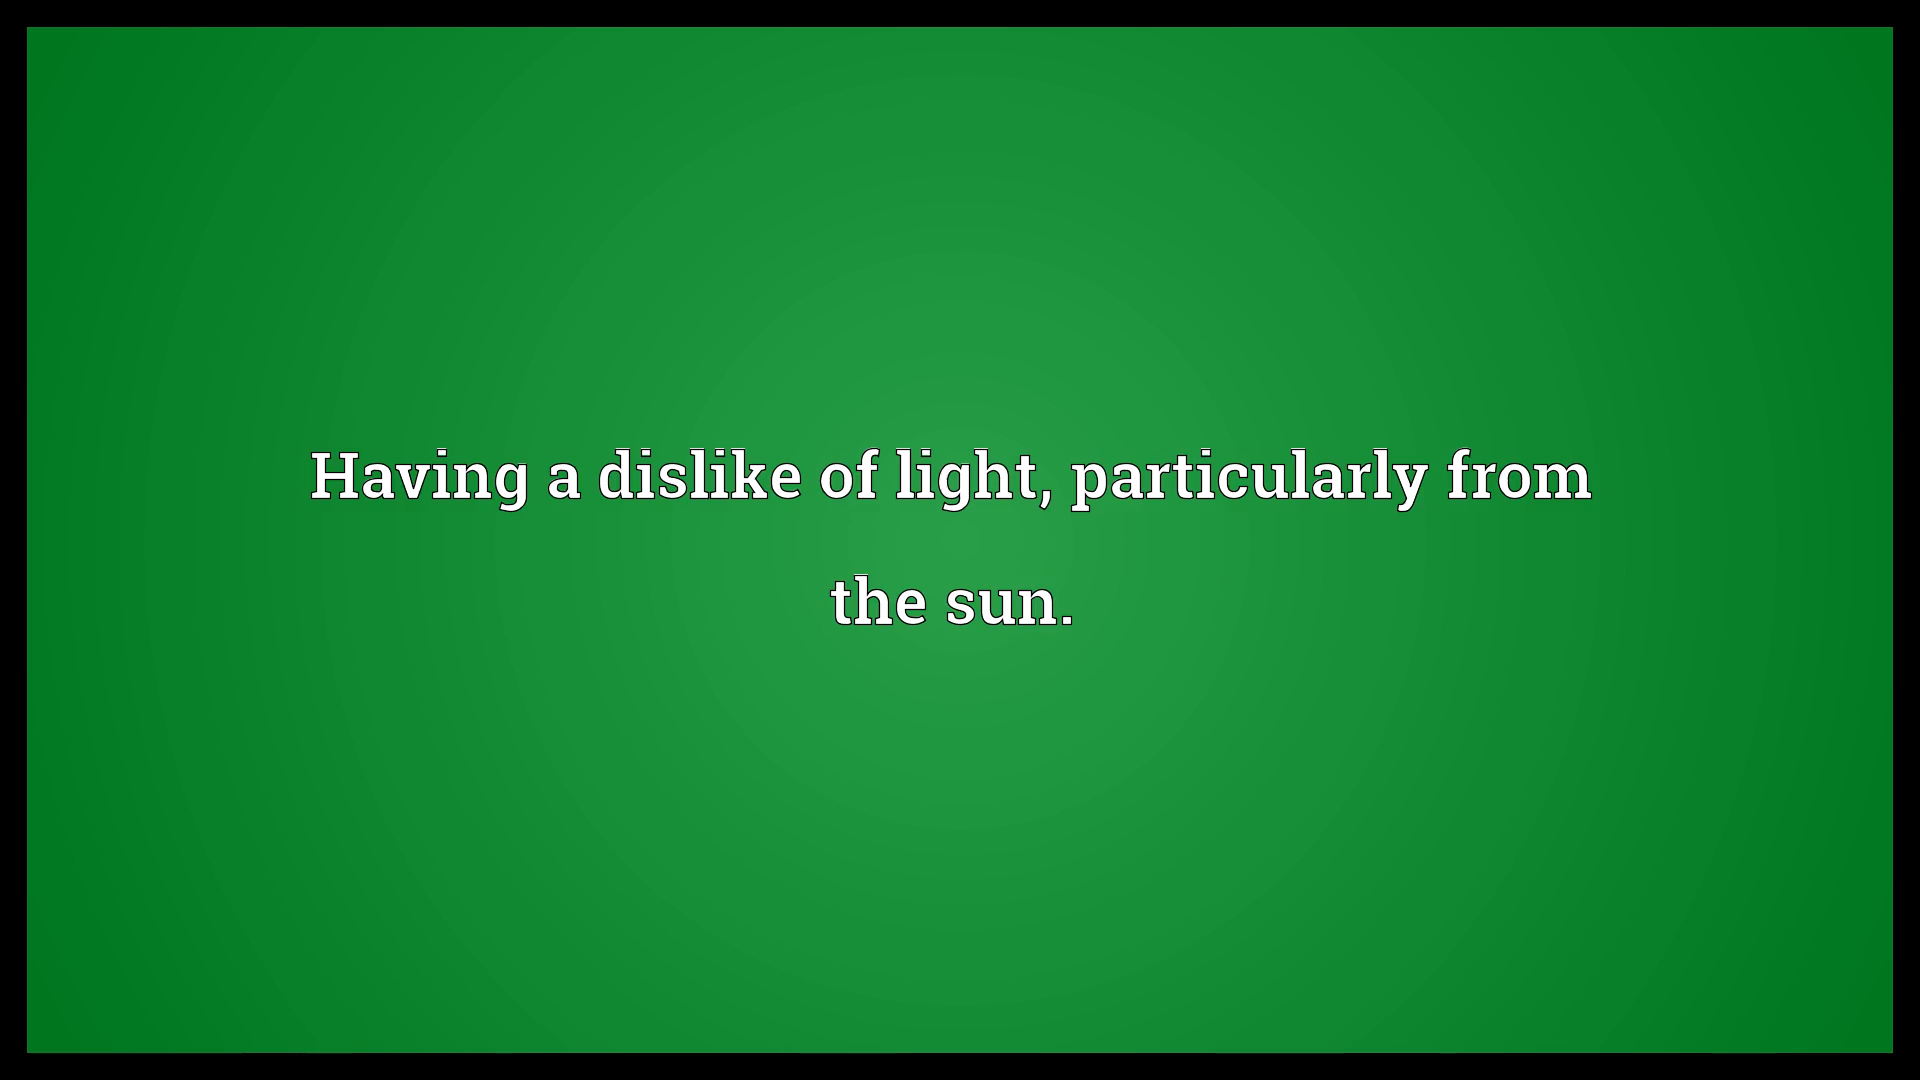 Having a dislike of light, particularly from
the sun.